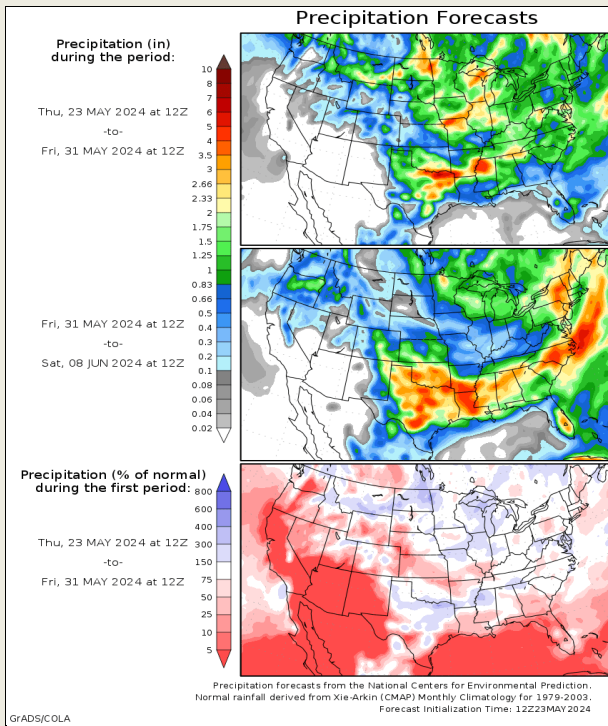 Precipitation Forecasts
Precipitation (in)
during the period:
Thu, 23 MAY 2024 at 12Z
-to-
Fri, 31 MAY 2024 at 12Z
10
8
7
6
5
4
3.5
3
2.66
2.33
2
1.75
1.5
1.25
1
0.83
0.66
0.5
0.4
0.3
0.2
0.1
0.08
0.06
0.04
0.02
Fri, 31 MAY 2024 at 12Z
-to-
Sat, 08 JUN 2024 at 12Z
Precipitation (% of normal)
during the first period:
Thu, 23 MAY 2024 at 12Z
-to-
Fri, 31 MAY 2024 at 12Z
800
600
400
300
150
75
50
25
10
5
Precipitation forecasts from the National Centers for Environmental Prediction.
Normal rainfall derived from Xie-Arkin (CMAP) Monthly Climatology for 1979-2003.
Forecast Initialization Time: 12Z23MAY2024
GrADS/COLA